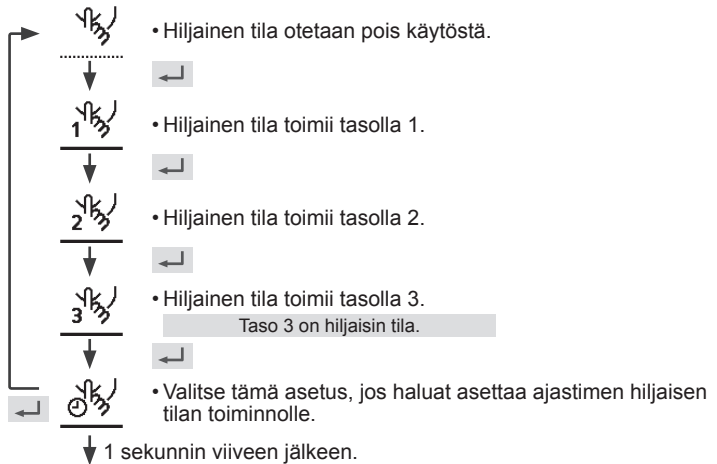 • Hiljainen tila otetaan pois käytöstä.
1
• Hiljainen tila toimii tasolla 1.
2
• Hiljainen tila toimii tasolla 2.
3
• Hiljainen tila toimii tasolla 3.
Taso 3 on hiljaisin tila.
• Valitse tämä asetus, jos haluat asettaa ajastimen hiljaisen
tilan toiminnolle.
1 sekunnin viiveen jälkeen.